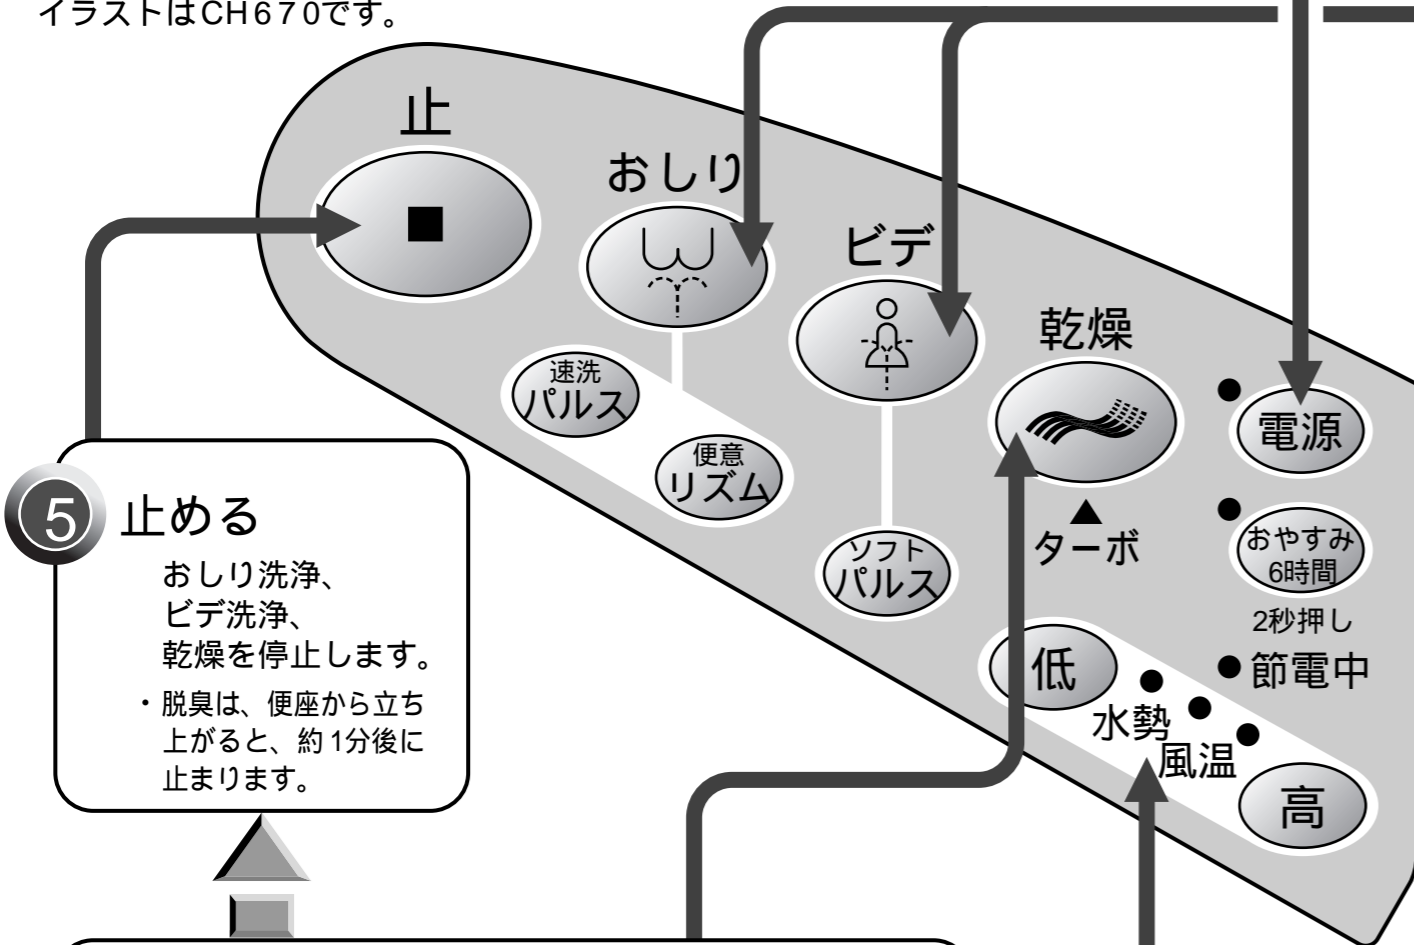 イラストはCH670です。
止
おしり
ビデ
乾燥
速洗
パルス
便意
リズム
ソフト
パルス
ターボ
電源
おやすみ
6時間
2秒押し
節電中
低
水勢
風温
高
5 止める
おしり洗浄、
ビデ洗浄、
乾燥を停止します。
・脱臭は、便座から立ち
上がると、約1分後に
止まります。